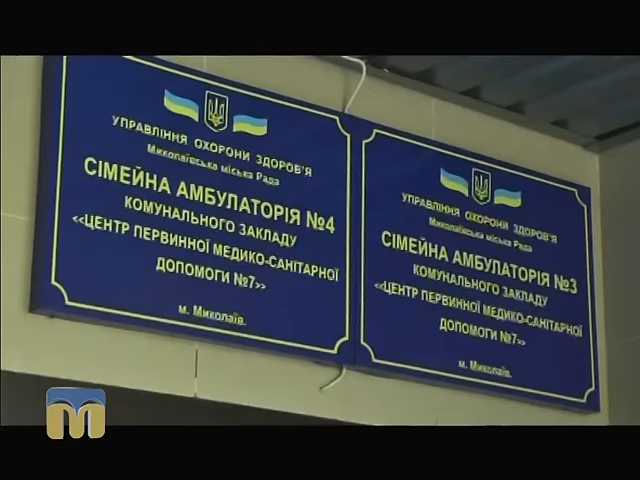 УПРАВЛІННЯ ОХОРОНИ ЗДОРОВ'Я
Миколаївська міська Рада
СІМЕЙНА АМБУЛАТОРІЯ №4
КОМУНАЛЬНОГО ЗАКЛАДУ
<<ЦЕНТР ПЕРВИННОЇ МЕДИКО-САНІТАРНОЇ
ДОПОМОГИ №7>>
м. Миколаїв.
УПРАВЛІННЯ ОХОРОНИ ЗДОРОВ'Я
Миколаївська міська Рада
СІМЕЙНА АМБУЛАТОРІЯ №3
КОМУНАЛЬНОГО ЗАКЛАДУ
<<ЦЕНТР ПЕРВИННОЇ МЕДИКО-САНІТАРНОЇ
ДОПОМОГИ №7>>
м. Миколаїв.